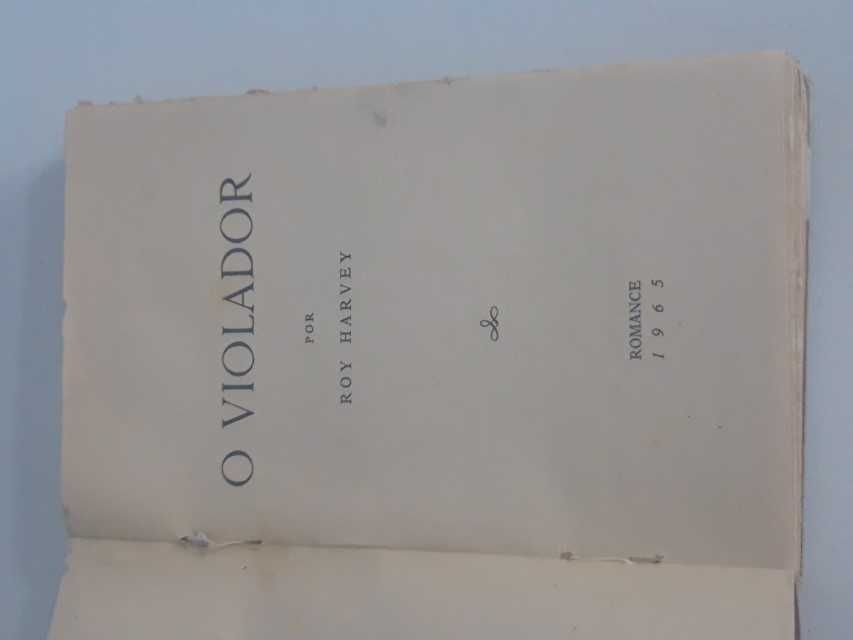 O VIOLADOR
POR
ROY HARVEY
ROMANCE
1965